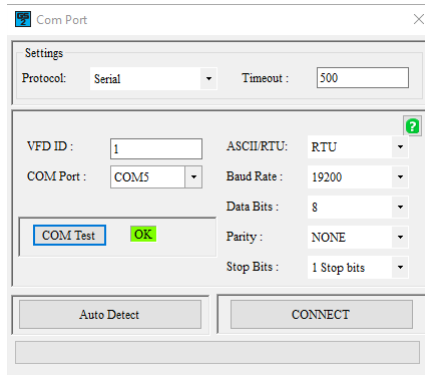 GS2 Com Port
Settings
Protocol: Serial Timeout : 500
VFD ID : 1 ASCII/RTU: RTU
COM Port : COM5 Baud Rate : 19200
Data Bits : 8
COM Test OK Parity : NONE
Stop Bits : 1 Stop bits
Auto Detect CONNECT